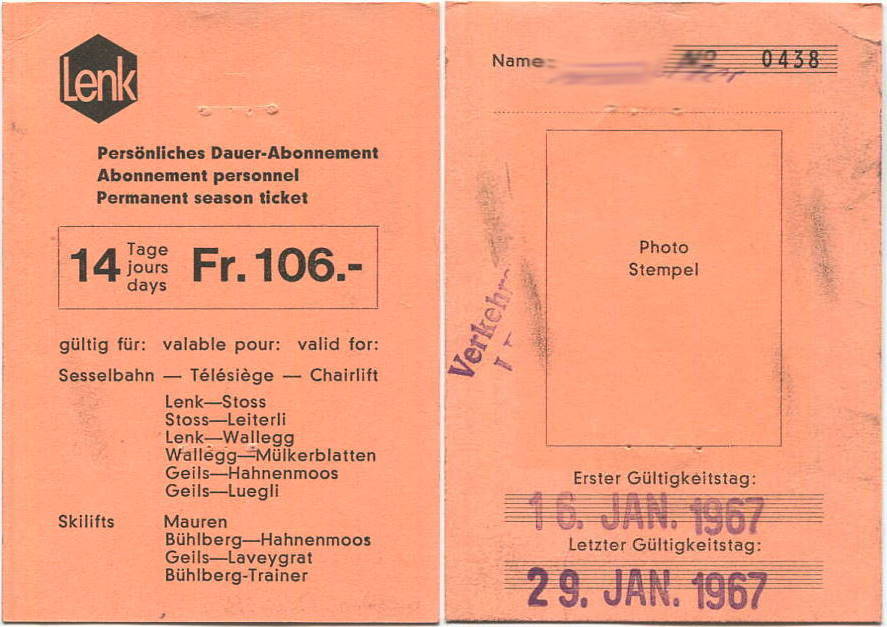 Lenk
Persönliches Dauer-Abonnement
Abonnement personnel
Permanent season ticket
14 Tage jours days Fr. 106.-
gültig für: valable pour: valid for:
Sesselbahn — Télésiège — Chairlift
Lenk—Stoss
Stoss—Leiterli
Lenk—Wallegg
Wallegg—Mülkerblatten
Geils—Hahnenmoos
Geils—Luegli
Skilifts Mauren
Bühlberg—Hahnenmoos
Geils—Laveygrat
Bühlberg-Trainer
Name: No 0438
Photo
Stempel
Erster Gültigkeitstag:
16. JAN. 1967
Letzter Gültigkeitstag:
29. JAN. 1967